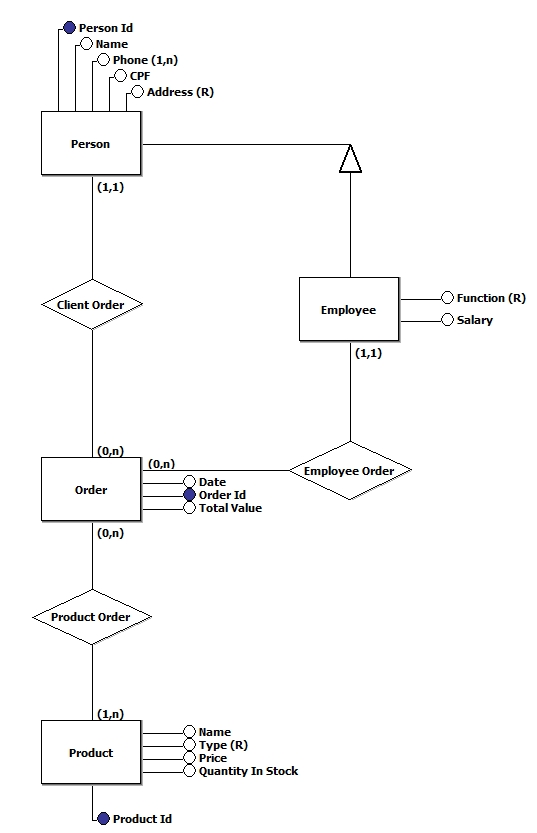 Person Id
Name
Phone (1,n)
CPF
Address (R)
Person
(1,1)
Client Order
Employee
Function (R)
Salary
(1,1)
(0,n)
(0,n)
Employee Order
Order
Date
Order Id
Total Value
(0,n)
Product Order
(1,n)
Product
Name
Type (R)
Price
Quantity In Stock
Product Id